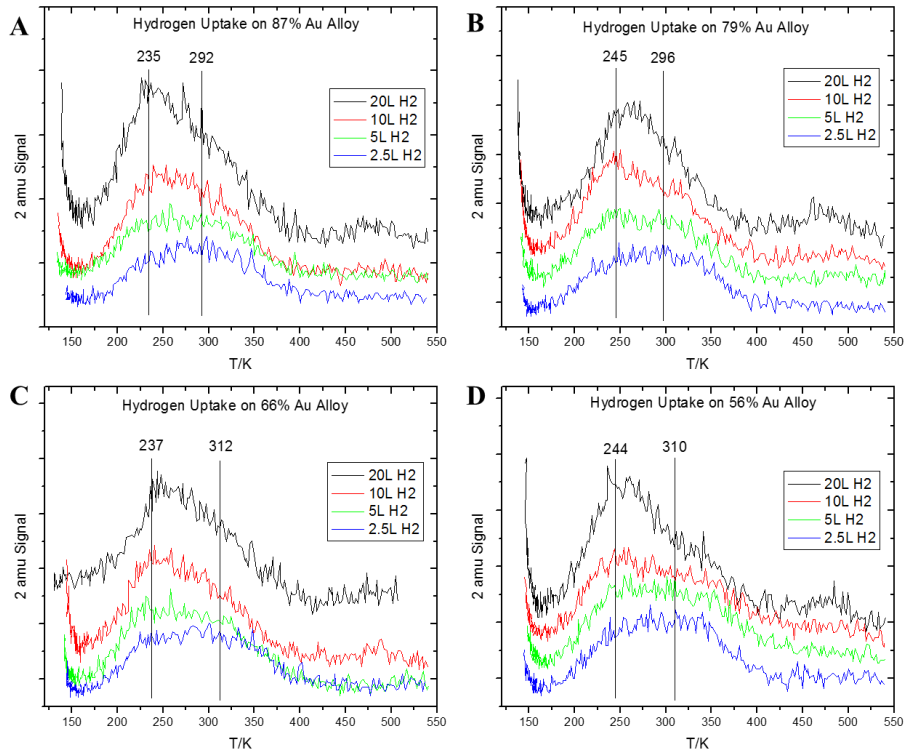 A
Hydrogen Uptake on 87% Au Alloy
235
292
20L H2
10L H2
5L H2
2.5L H2
2 amu Signal
150
200
250
300
350
400
450
500
550
T/K
B
Hydrogen Uptake on 79% Au Alloy
245
296
20L H2
10L H2
5L H2
2.5L H2
2 amu Signal
150
200
250
300
350
400
450
500
550
T/K
C
Hydrogen Uptake on 66% Au Alloy
237
312
20L H2
10L H2
5L H2
2.5L H2
2 amu Signal
150
200
250
300
350
400
450
500
550
T/K
D
Hydrogen Uptake on 56% Au Alloy
244
310
20L H2
10L H2
5L H2
2.5L H2
2 amu Signal
150
200
250
300
350
400
450
500
550
T/K